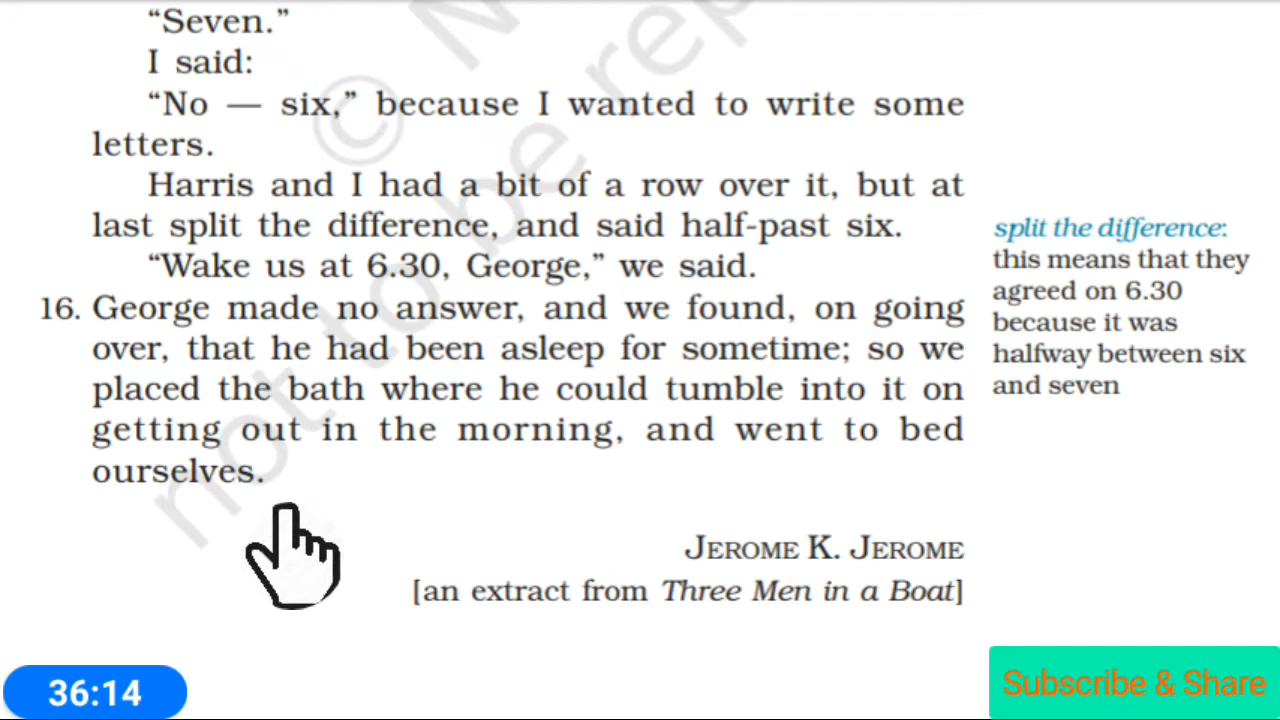 “Seven.”
I said:
“No — six,” because I wanted to write some
letters.
Harris and I had a bit of a row over it, but at
last split the difference, and said half-past six.
“Wake us at 6.30, George,” we said.
16. George made no answer, and we found, on going
over, that he had been asleep for sometime; so we
placed the bath where he could tumble into it on
getting out in the morning, and went to bed
ourselves.
split the difference:
this means that they
agreed on 6.30
because it was
halfway between six
and seven
JEROME K. JEROME
[an extract from Three Men in a Boat]
© N
not to be rep
36:14
Subscribe & Share